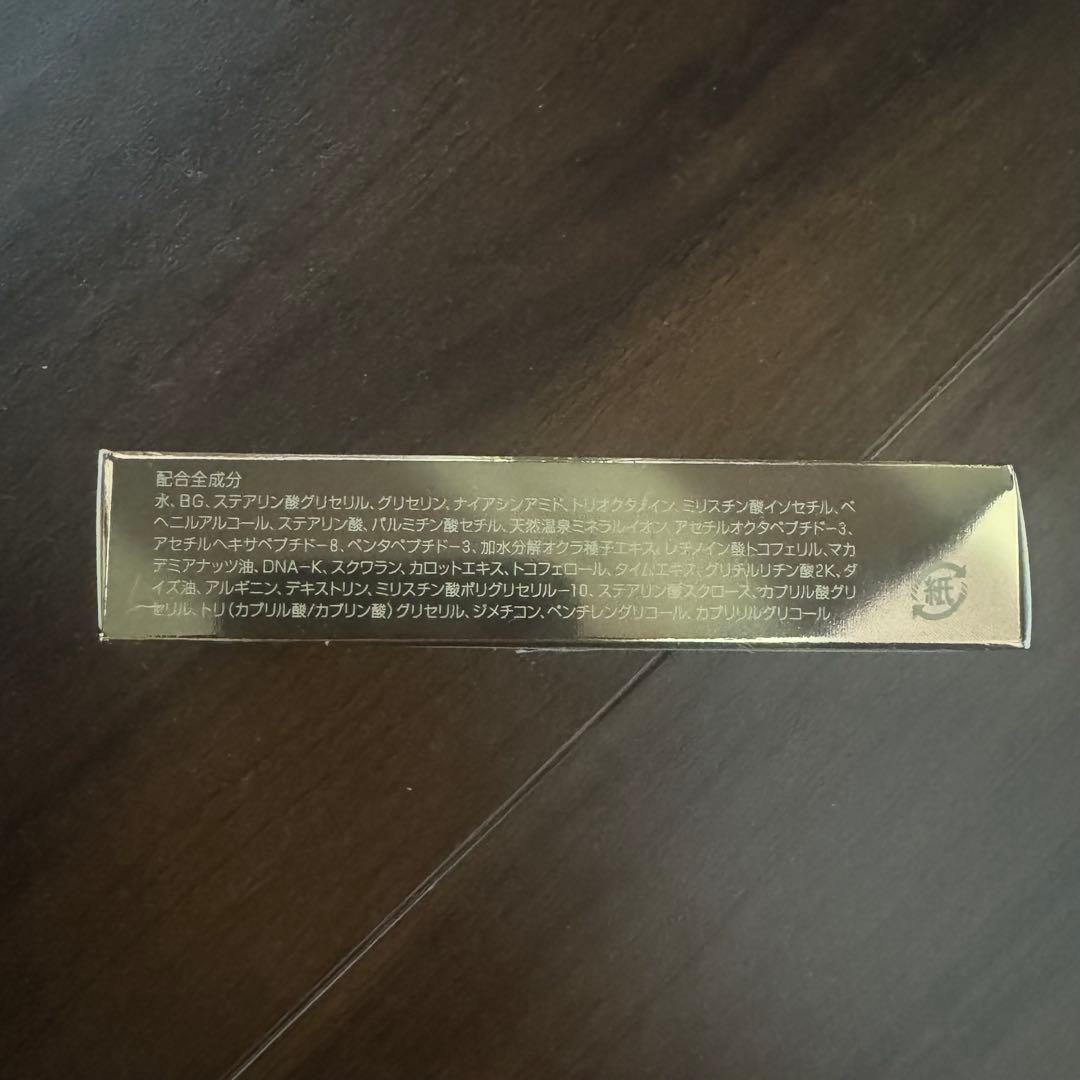 配合全成分
水、BG、ステアリン酸グリセリル、グリセリン、ナイアシンアミド、トリオクタノイン、ミリスチン酸イソセチル、ベ
ヘニルアルコール、ステアリン酸、パルミチン酸セチル、天然温泉ミネラルイオン、アセチルオクタペプチド-3、
アセチルヘキサペプチド-8、ペンタペプチド-3、加水分解オクラ種子エキス、レチノイン酸トコフェリル、マカ
デミアナッツ油、DNA-K、スクワラン、カロットエキス、トコフェロール、タイムエキス、グリチルリチン酸2K、ダ
イズ油、アルギニン、デキストリン、ミリスチン酸ポリグリセリル-10、ステアリン酸スクロース、カプリル酸グリ
セリル、トリ(カプリル酸/カプリン酸)グリセリル、ジメチコン、ペンチレングリコール、カプリリルグリコール
紙